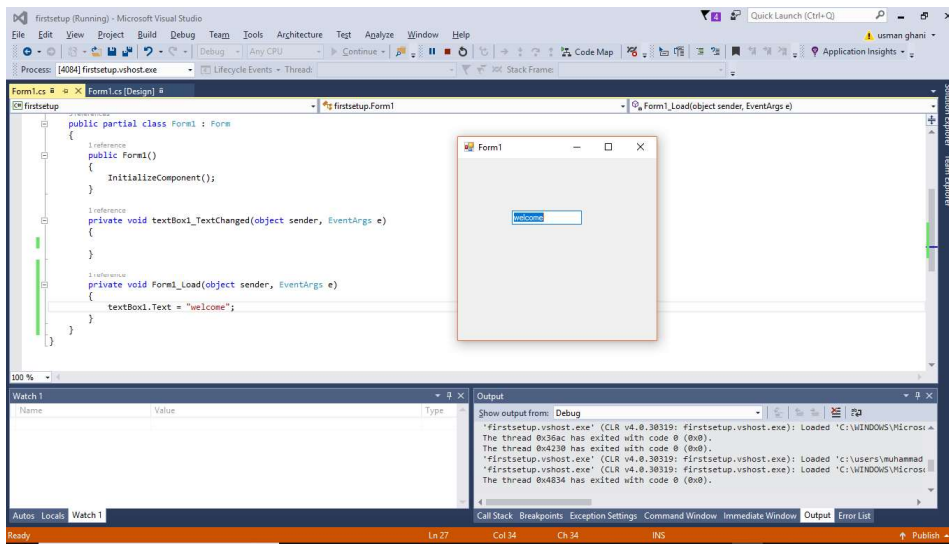 firstsetup (Running) - Microsoft Visual Studio
4
Quick Launch (Ctrl+Q)
File Edit View Project Build Debug Team Tools Architecture Test Analyze Window Help
usman ghani
Debug Any CPU Continue Code Map Application Insights
Process: [4084] firstsetup.vshost.exe Lifecycle Events Thread: Stack Frame:
Form1.cs Form1.cs [Design]
firstsetup firstsetup.Form1 Form1_Load(object sender, EventArgs e)
Solution Explorer
Team Explorer
public partial class Form1 : Form
{
1 reference
public Form1()
{
InitializeComponent();
}
1 reference
private void textBox1_TextChanged(object sender, EventArgs e)
{
}
1 reference
private void Form1_Load(object sender, EventArgs e)
{
textBox1.Text = "welcome";
}
}
}
Form1
welcome
100 %
Watch 1
Name Value Type
Autos Locals Watch 1
Output
Show output from: Debug
'firstsetup.vshost.exe' (CLR v4.0.30319: firstsetup.vshost.exe): Loaded 'C:\WINDOWS\Micros
The thread 0x36ac has exited with code 0 (0x0).
The thread 0x4230 has exited with code 0 (0x0).
'firstsetup.vshost.exe' (CLR v4.0.30319: firstsetup.vshost.exe): Loaded 'c:\users\muhammad
'firstsetup.vshost.exe' (CLR v4.0.30319: firstsetup.vshost.exe): Loaded 'C:\WINDOWS\Micros
The thread 0x4834 has exited with code 0 (0x0).
Call Stack Breakpoints Exception Settings Command Window Immediate Window Output Error List
Ready Ln 27 Col 34 Ch 34 INS Publish